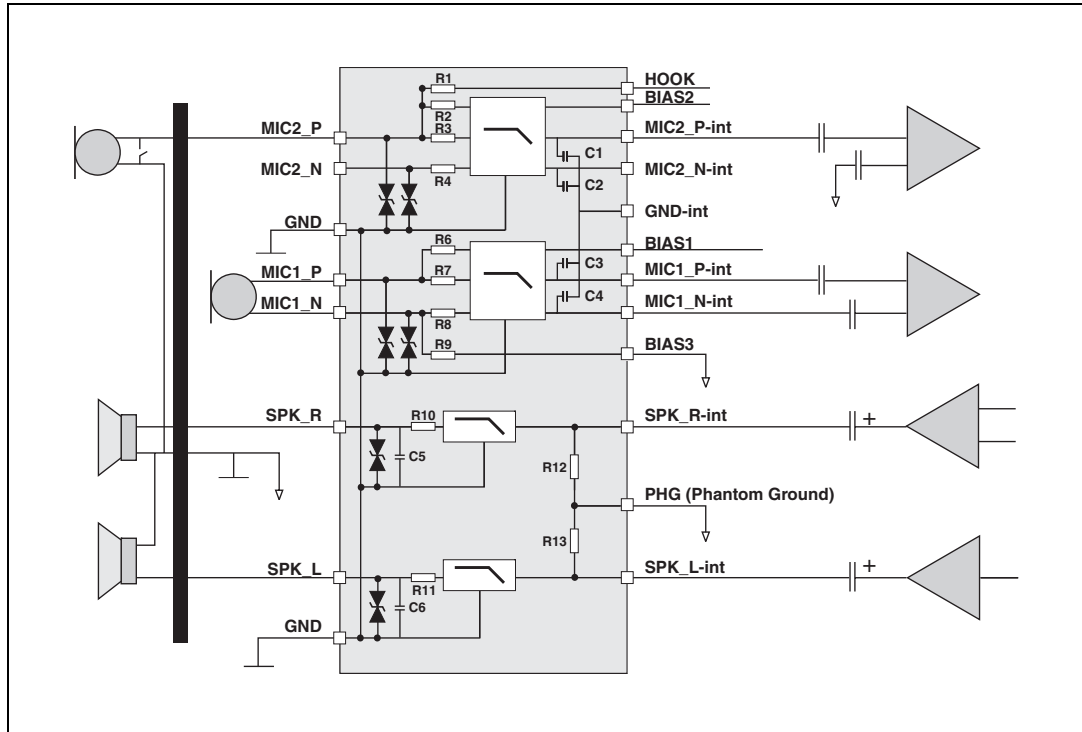 R1
HOOK
R2
BIAS2
MIC2_P
R3
MIC2_P-int
C1
MIC2_N
R4
MIC2_N-int
C2
GND
GND-int
R6
BIAS1
MIC1_P
R7
C3
MIC1_P-int
MIC1_N
R8
C4
MIC1_N-int
R9
BIAS3
SPK_R
R10
SPK_R-int
+
C5
R12
PHG (Phantom Ground)
R13
SPK_L
R11
SPK_L-int
+
C6
GND